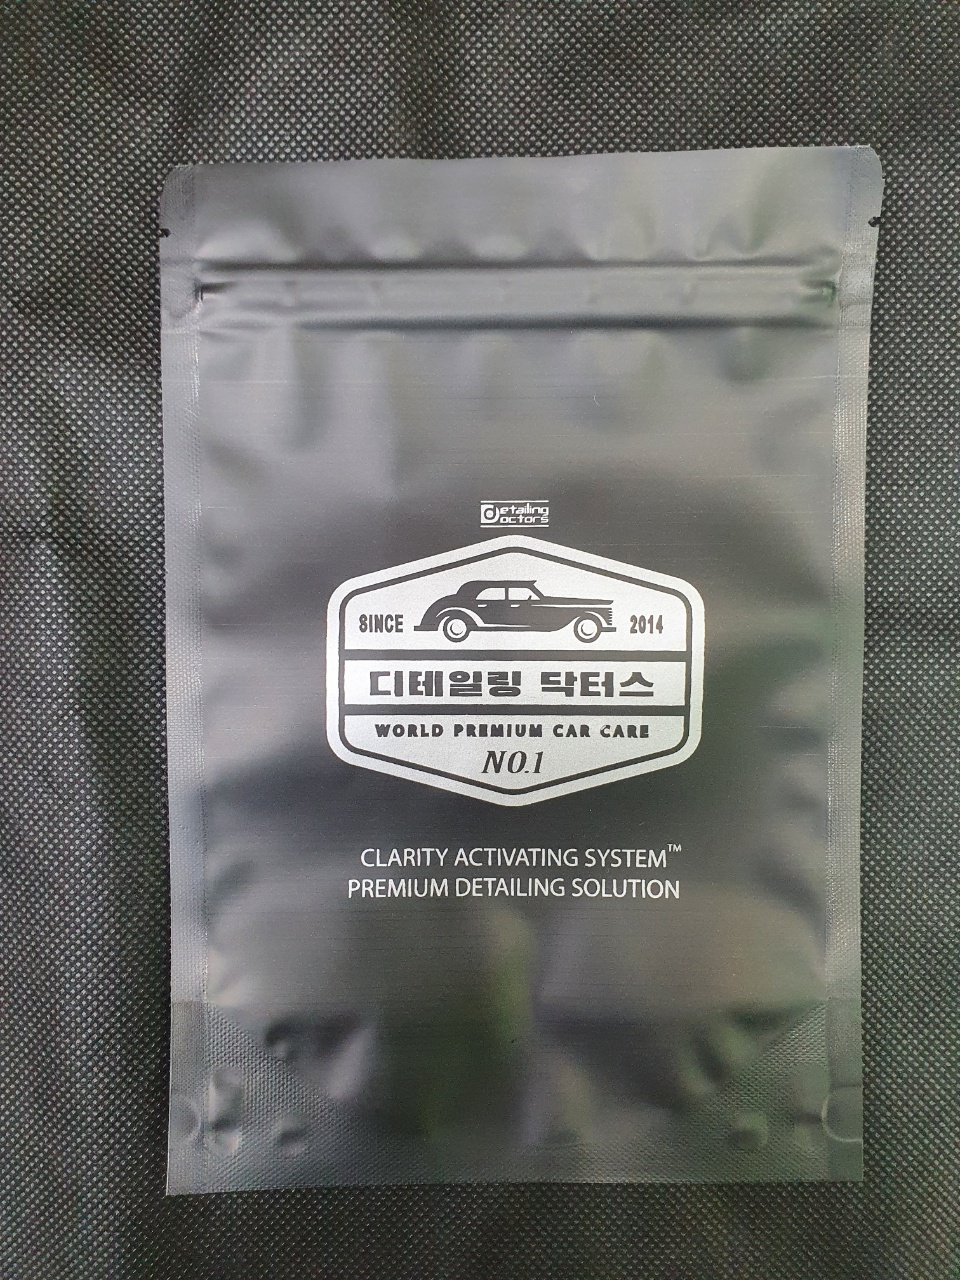 Detailing
Doctors
SINCE 2014
디테일링 닥터스
WORLD PREMIUM CAR CARE
NO.1
CLARITY ACTIVATING SYSTEM™
PREMIUM DETAILING SOLUTION